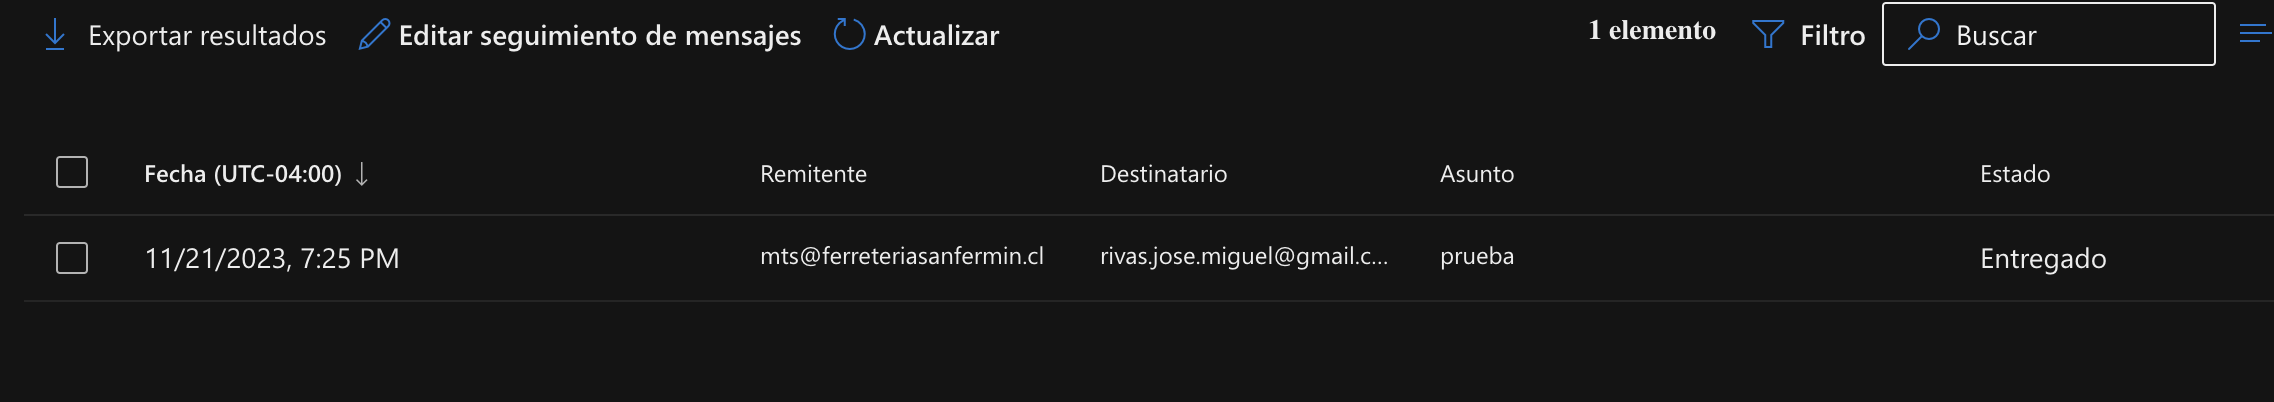 Exportar resultados Editar seguimiento de mensajes Actualizar 1 elemento Filtro Buscar
Fecha (UTC-04:00) ↓ Remitente Destinatario Asunto Estado
11/21/2023, 7:25 PM mts@ferreteriasanfermin.cl rivas.jose.miguel@gmail.c... prueba Entregado